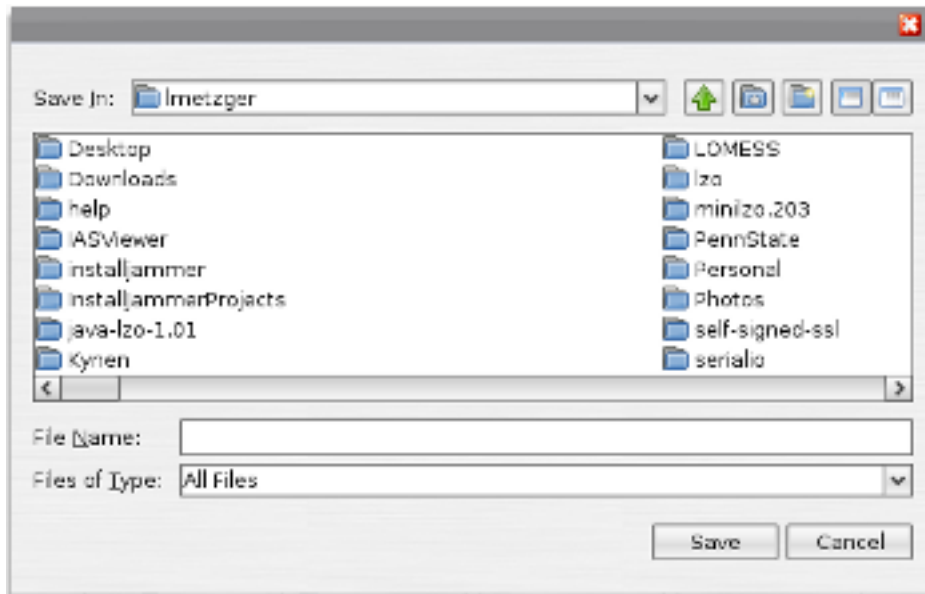 Save In: lmetzger
Desktop
Downloads
help
IASViewer
installjammer
InstallJammerProjects
java-lzo-1.01
Kynen
LOMESS
lzo
minilzo.203
PennState
Personal
Photos
self-signed-ssl
serialio
File Name:
Files of Type: All Files
Save Cancel